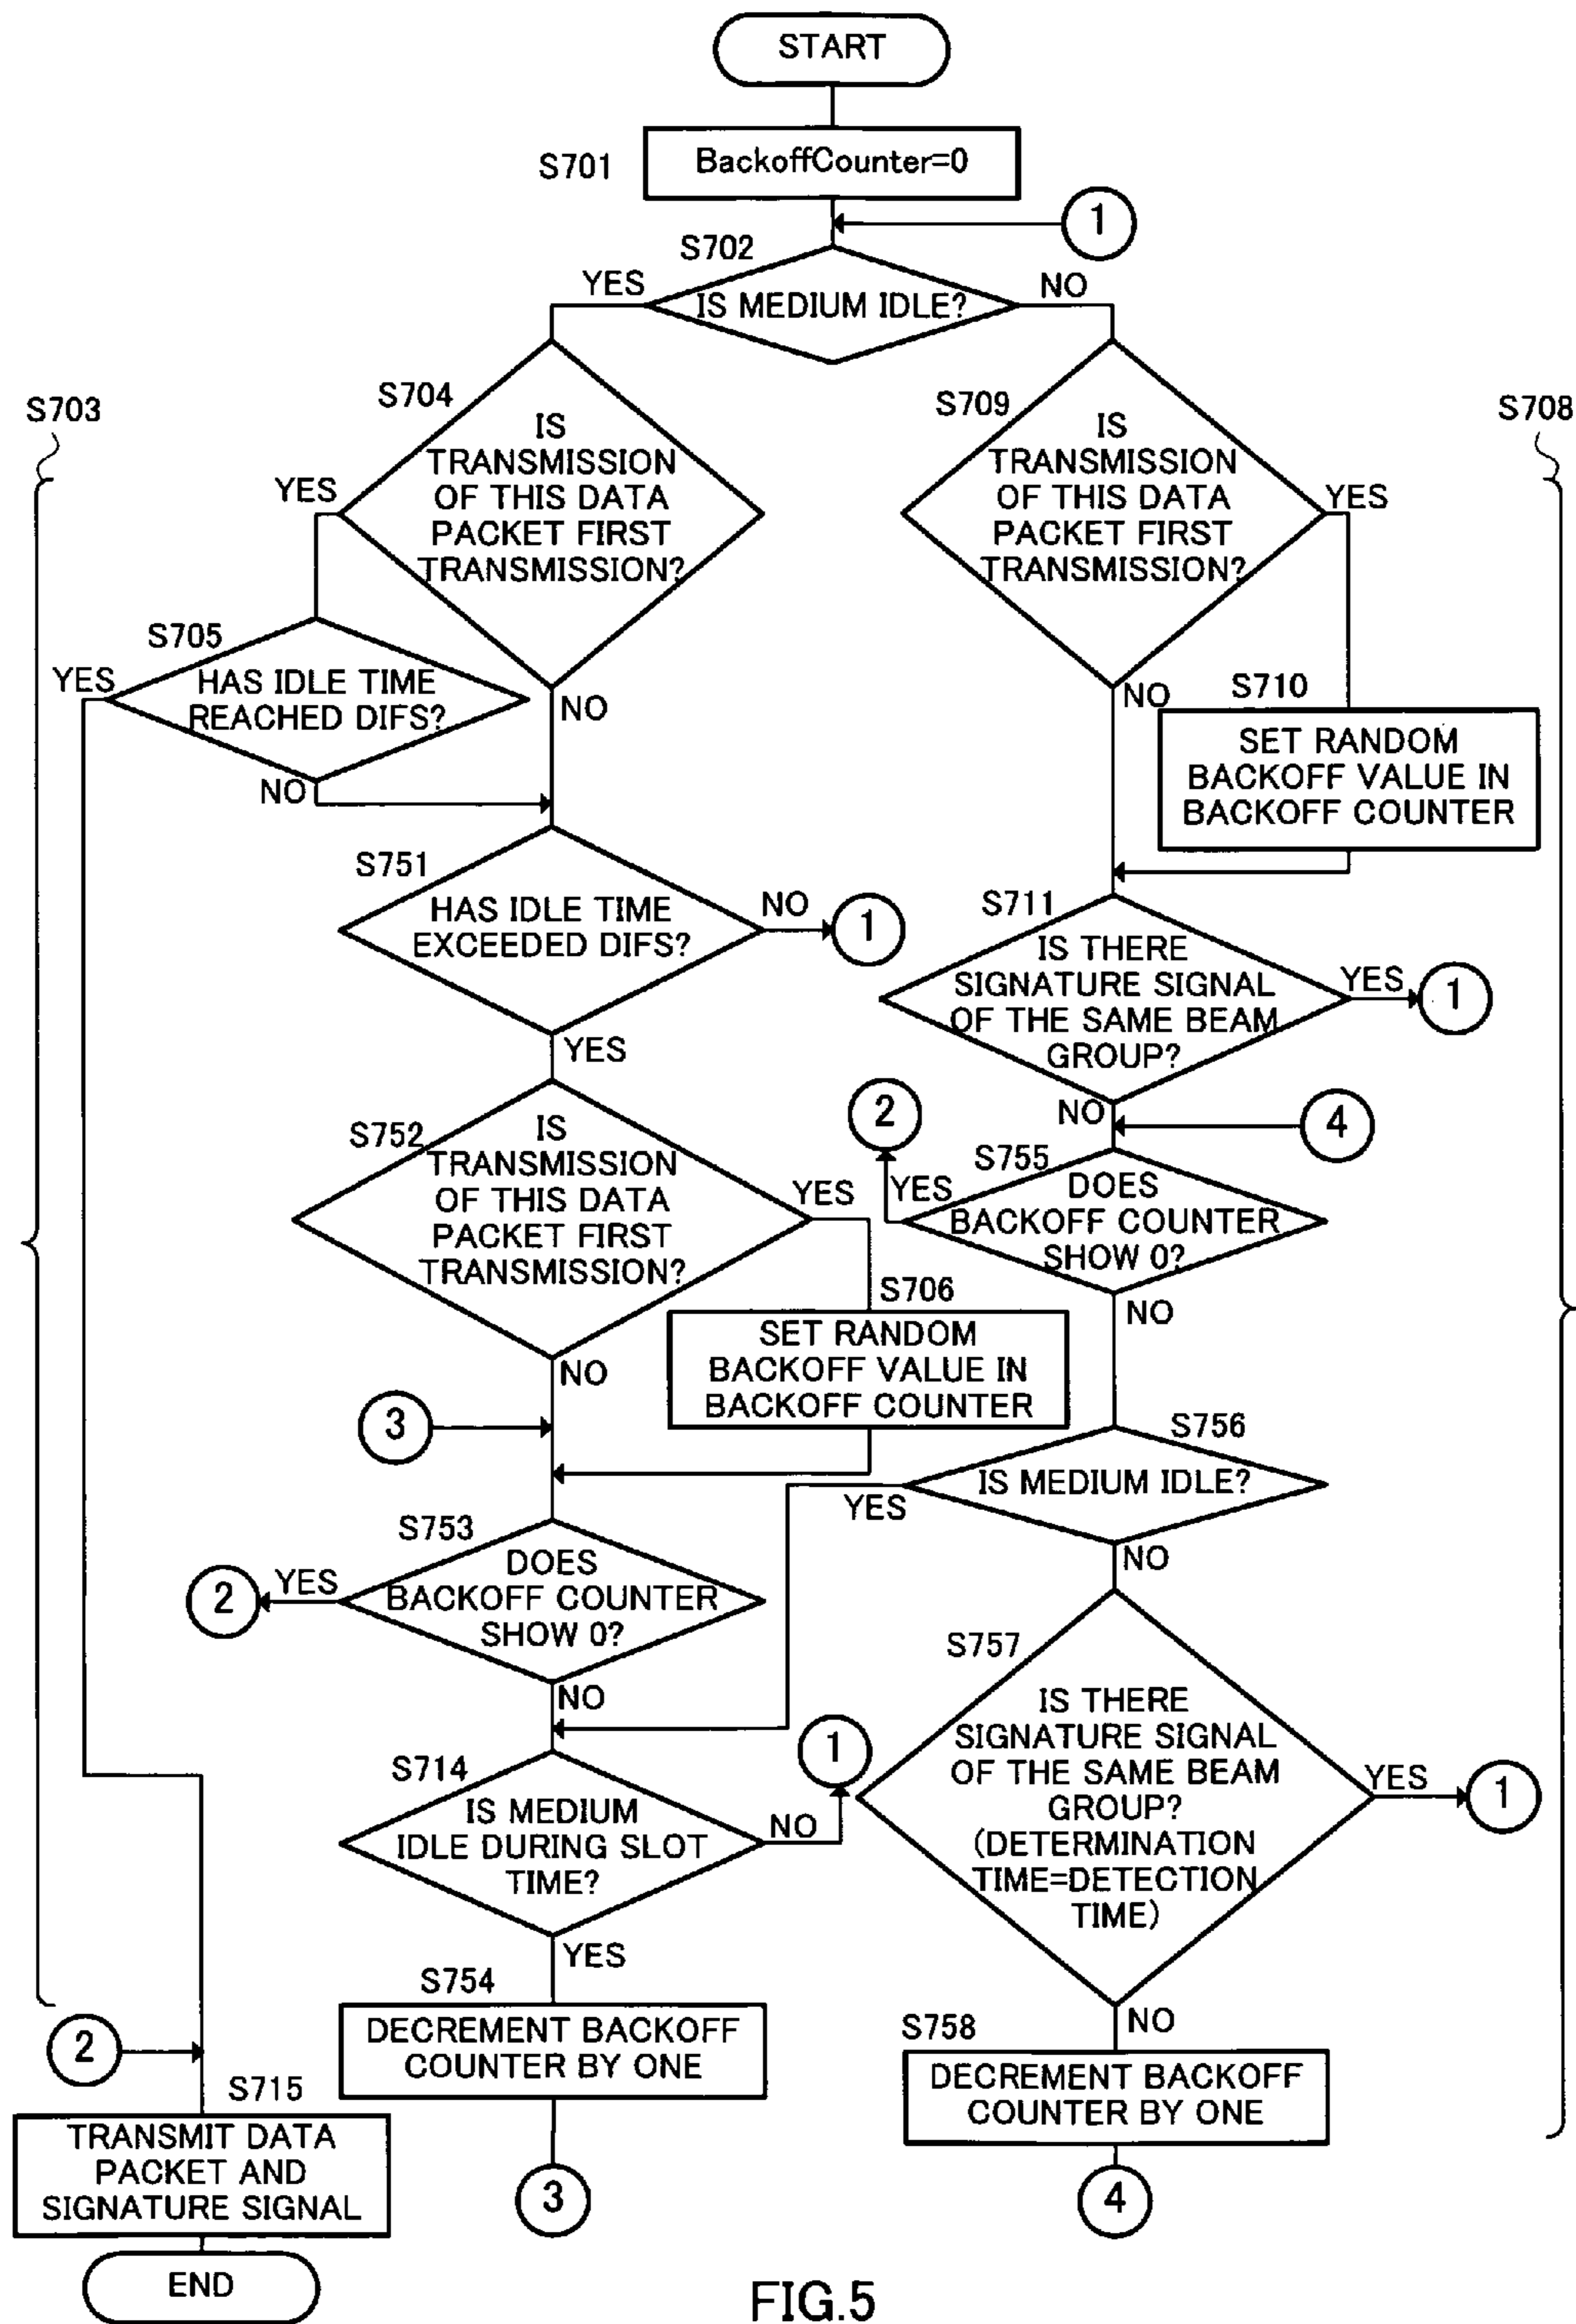 START
S701
BackoffCounter=0
1
S702
YES
IS MEDIUM IDLE?
NO
S703
S704
IS
TRANSMISSION
OF THIS DATA
PACKET FIRST
TRANSMISSION?
YES
S709
IS
TRANSMISSION
OF THIS DATA
PACKET FIRST
TRANSMISSION?
YES
S708
S705
YES
HAS IDLE TIME
REACHED DIFS?
NO
NO
NO
S710
SET RANDOM
BACKOFF VALUE IN
BACKOFF COUNTER
S751
HAS IDLE TIME
EXCEEDED DIFS?
NO
1
YES
S711
IS THERE
SIGNATURE SIGNAL
OF THE SAME BEAM
GROUP?
YES
1
NO
4
2
S752
IS
TRANSMISSION
OF THIS DATA
PACKET FIRST
TRANSMISSION?
YES
NO
S755
YES
DOES
BACKOFF COUNTER
SHOW 0?
NO
S706
SET RANDOM
BACKOFF VALUE IN
BACKOFF COUNTER
3
S756
IS MEDIUM IDLE?
YES
NO
S753
DOES
BACKOFF COUNTER
SHOW 0?
YES
2
NO
S757
IS THERE
SIGNATURE SIGNAL
OF THE SAME BEAM
GROUP?
(DETERMINATION
TIME=DETECTION
TIME)
YES
1
NO
1
S714
IS MEDIUM
IDLE DURING SLOT
TIME?
NO
YES
S754
DECREMENT BACKOFF
COUNTER BY ONE
3
S758
DECREMENT BACKOFF
COUNTER BY ONE
4
2
S715
TRANSMIT DATA
PACKET AND
SIGNATURE SIGNAL
END
FIG.5